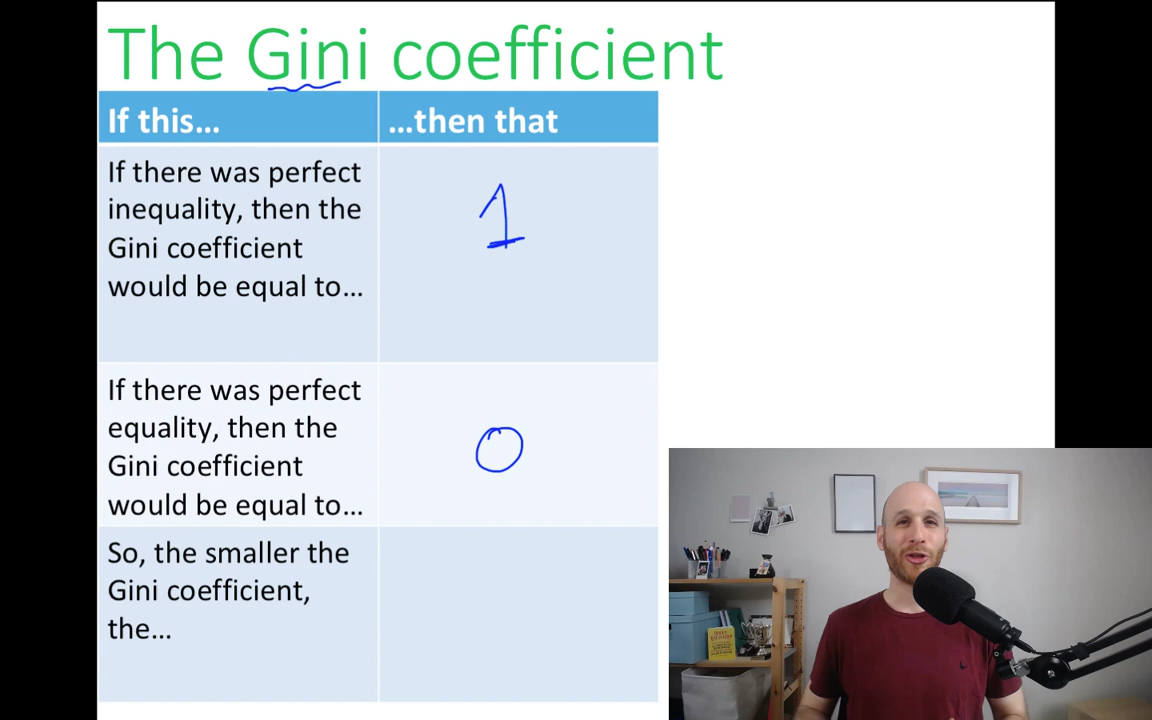 The Gini coefficient
If this...
...then that
If there was perfect
inequality, then the
Gini coefficient
would be equal to...
1
If there was perfect
equality, then the
Gini coefficient
would be equal to...
0
So, the smaller the
Gini coefficient,
the...